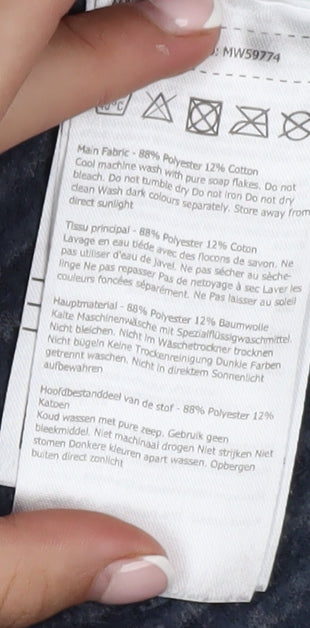 : MW59774
40°C
Main Fabric - 88% Polyester 12% Cotton
Cool machine wash with pure soap flakes. Do not
bleach. Do not tumble dry Do not iron Do not dry
clean Wash dark colours separately. Store away from
direct sunlight
Tissu principal - 88% Polyester 12% Coton
Lavage en eau tiède avec des flocons de savon. Ne
pas utiliser d'eau de Javel. Ne pas sécher au sèche-
linge Ne pas repasser Pas de nettoyage à sec Laver les
couleurs foncées séparément. Ne Pas laisser au soleil
Hauptmaterial - 88% Polyester 12% Baumwolle
Kalte Maschinenwäsche mit Spezialflüssigwaschmittel.
Nicht bleichen. Nicht im Wäschetrockner trocknen
Nicht bügeln Keine Trockenreinigung Dunkle Farben
getrennt waschen. Nicht in direktem Sonnenlicht
aufbewahren
Hoofdbestanddeel van de stof - 88% Polyester 12%
Katoen
Koud wassen met pure zeep. Gebruik geen
bleekmiddel. Niet machinaal drogen Niet strijken Niet
stomen Donkere kleuren apart wassen. Opbergen
buiten direct zonlicht